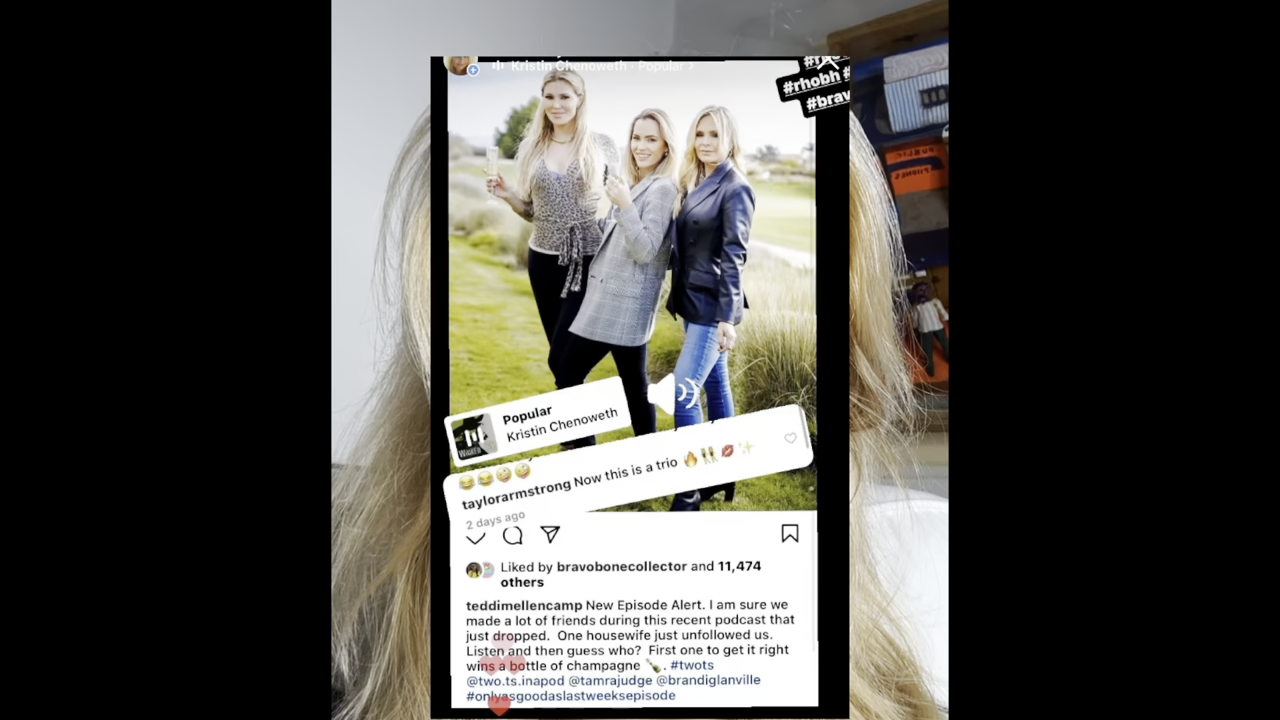 Kristin Chenoweth · Popular >
#rhobh
#brav
Popular
Kristin Chenoweth
taylorarmstrong Now this is a trio 🔥👯💋✨
2 days ago
Liked by bravobonecollector and 11,474
others
teddimellencamp New Episode Alert. I am sure we
made a lot of friends during this recent podcast that
just dropped. One housewife just unfollowed us.
Listen and then guess who? First one to get it right
wins a bottle of champagne 🍾. #twots
@two.ts.inapod @tamrajudge @brandiglanville
#onlyasgoodaslastweeksepisode